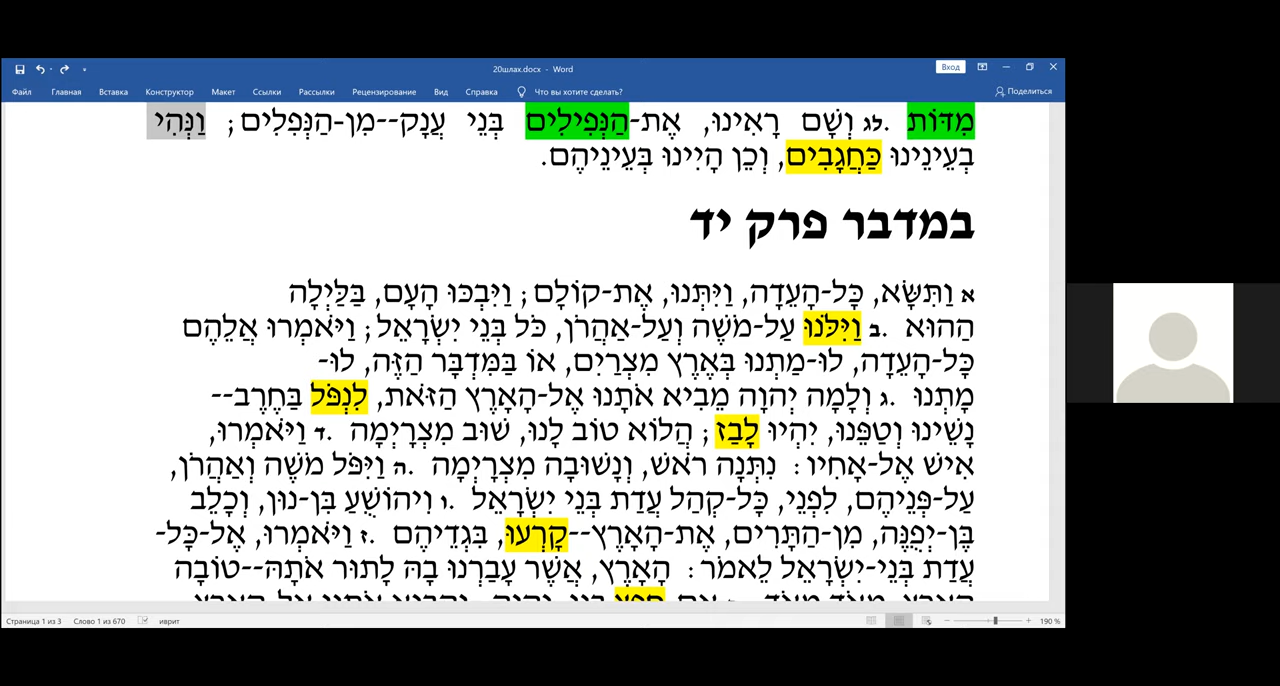 20шлах.docx - Word
Вход
Файл Главная Вставка Конструктор Макет Ссылки Рассылки Рецензирование Вид Справка Что вы хотите сделать? Поделиться
מִדּוֹת .לג וְשָׁם רָאִינוּ, אֶת-הַנְּפִילִים בְּנֵי עֲנָק--מִן-הַנְּפִלִים; וַנְּהִי
בְעֵינֵינוּ כַּחֲגָבִים, וְכֵן הָיִינוּ בְּעֵינֵיהֶם.
במדבר פרק יד
א וַתִּשָּׂא, כָּל-הָעֵדָה, וַיִּתְּנוּ, אֶת-קוֹלָם; וַיִּבְכּוּ הָעָם, בַּלַּיְלָה
הַהוּא .ב וַיִּלֹּנוּ עַל-מֹשֶׁה וְעַל-אַהֲרֹן, כֹּל בְּנֵי יִשְׂרָאֵל; וַיֹּאמְרוּ אֲלֵהֶם
כָּל-הָעֵדָה, לוּ-מַתְנוּ בְּאֶרֶץ מִצְרַיִם, אוֹ בַּמִּדְבָּר הַזֶּה, לוּ-
מָתְנוּ .ג וְלָמָה יְהוָה מֵבִיא אֹתָנוּ אֶל-הָאָרֶץ הַזֹּאת, לִנְפֹּל בַּחֶרֶב--
נָשֵׁינוּ וְטַפֵּנוּ, יִהְיוּ לָבַז; הֲלוֹא טוֹב לָנוּ, שׁוּב מִצְרָיְמָה .ד וַיֹּאמְרוּ,
אִישׁ אֶל-אָחִיו: נִתְּנָה רֹאשׁ, וְנָשׁוּבָה מִצְרָיְמָה .ה וַיִּפֹּל מֹשֶׁה וְאַהֲרֹן,
עַל-פְּנֵיהֶם, לִפְנֵי, כָּל-קְהַל עֲדַת בְּנֵי יִשְׂרָאֵל .ו וִיהוֹשֻׁעַ בִּן-נוּן, וְכָלֵב
בֶּן-יְפֻנֶּה, מִן-הַתָּרִים, אֶת-הָאָרֶץ--קָרְעוּ, בִּגְדֵיהֶם .ז וַיֹּאמְרוּ, אֶל-כָּל-
עֲדַת בְּנֵי-יִשְׂרָאֵל לֵאמֹר: הָאָרֶץ, אֲשֶׁר עָבַרְנוּ בָהּ לָתוּר אֹתָהּ--טוֹבָה
Страница 1 из 3 Слово 1 из 670 иврит 190 %